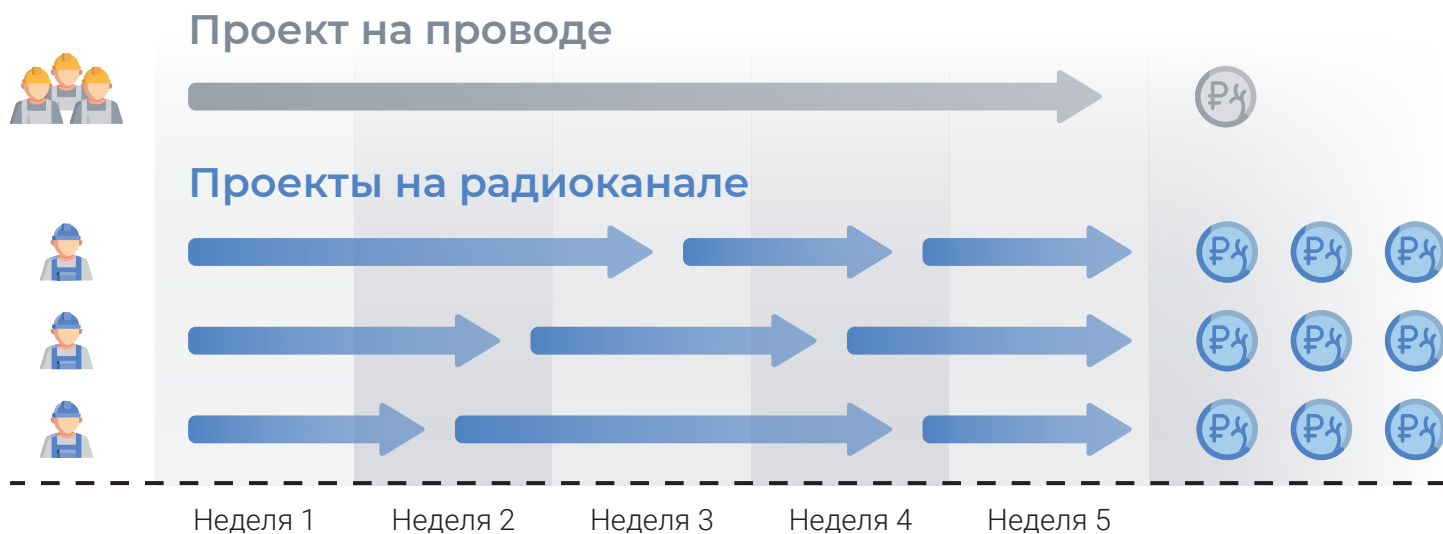 Проект на проводе
Проекты на радиоканале
Неделя 1 Неделя 2 Неделя 3 Неделя 4 Неделя 5